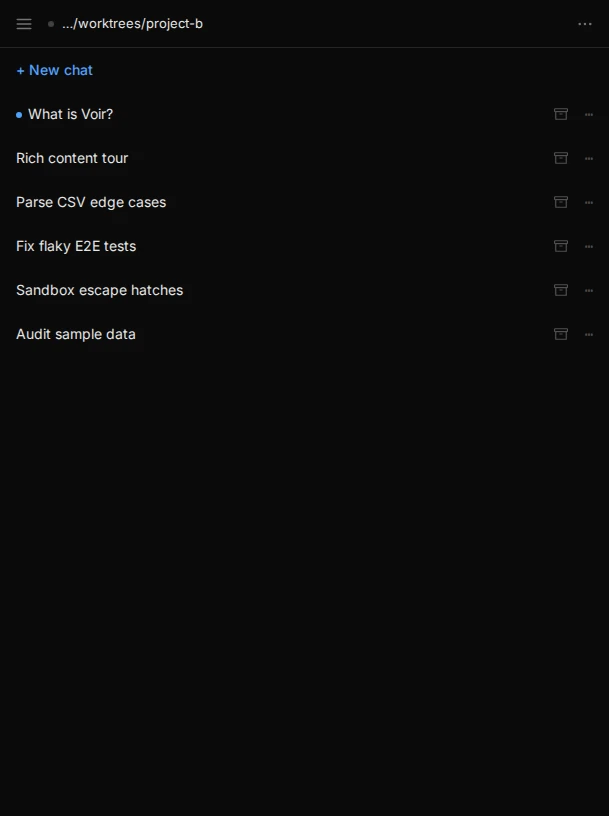 .../worktrees/project-b
+ New chat
What is Voir?
Rich content tour
Parse CSV edge cases
Fix flaky E2E tests
Sandbox escape hatches
Audit sample data